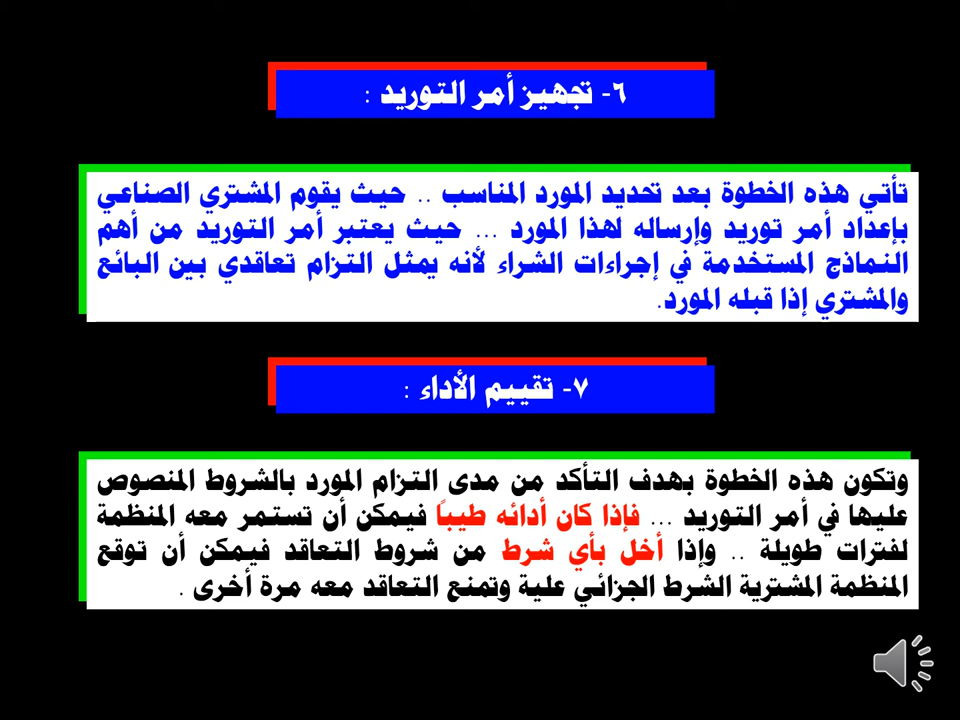 ٦- تجهيز أمر التوريد :
تأتي هذه الخطوة بعد تحديد المورد المناسب .. حيث يقوم المشتري الصناعي
بإعداد أمر توريد وإرساله لهذا المورد ... حيث يعتبر أمر التوريد من أهم
النماذج المستخدمة في إجراءات الشراء لأنه يمثل التزام تعاقدي بين البائع
والمشتري إذا قبله المورد.
٧- تقييم الأداء :
وتكون هذه الخطوة بهدف التأكد من مدى التزام المورد بالشروط المنصوص
عليها في أمر التوريد ... فإذا كان أدائه طيباً فيمكن أن تستمر معه المنظمة
لفترات طويلة .. وإذا أخل بأي شرط من شروط التعاقد فيمكن أن توقع
المنظمة المشترية الشرط الجزائي علية وتمنع التعاقد معه مرة أخرى .